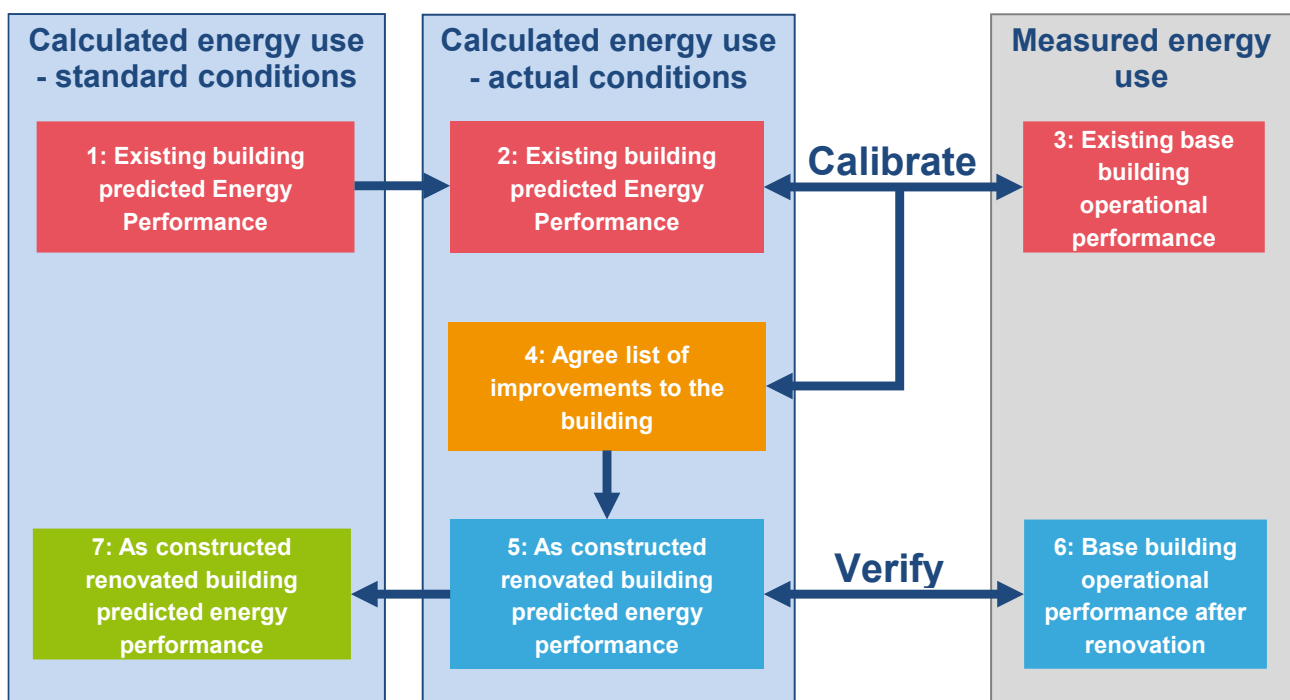 Calculated energy use
- standard conditions
Calculated energy use
- actual conditions
Measured energy
use
1: Existing building
predicted Energy
Performance
2: Existing building
predicted Energy
Performance
Calibrate
3: Existing base
building
operational
performance
4: Agree list of
improvements to the
building
7: As constructed
renovated building
predicted energy
performance
5: As constructed
renovated building
predicted energy
performance
Verify
6: Base building
operational
performance after
renovation